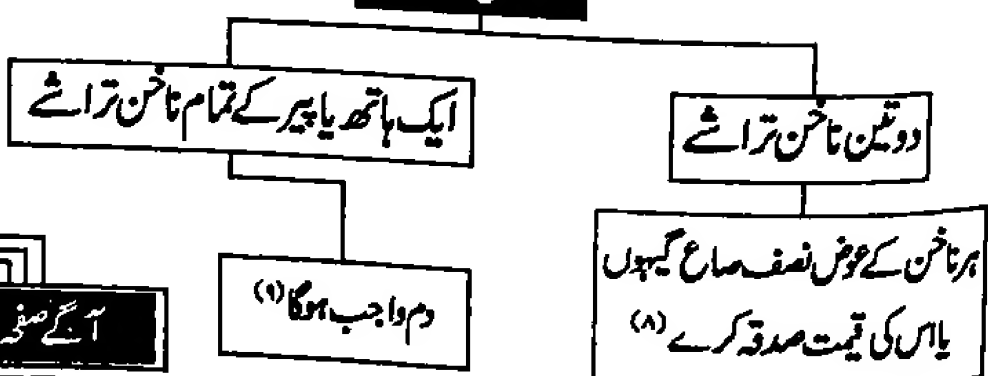 دو تین ناخن تراشے
ایک ہاتھ یا پیر کے تمام ناخن تراشے
ہر ناخن کے عوض نصف صاع گیہوں
یا اس کی قیمت صدقہ کرے (۸)
دم واجب ہوگا (۹)
آگے صفحہ